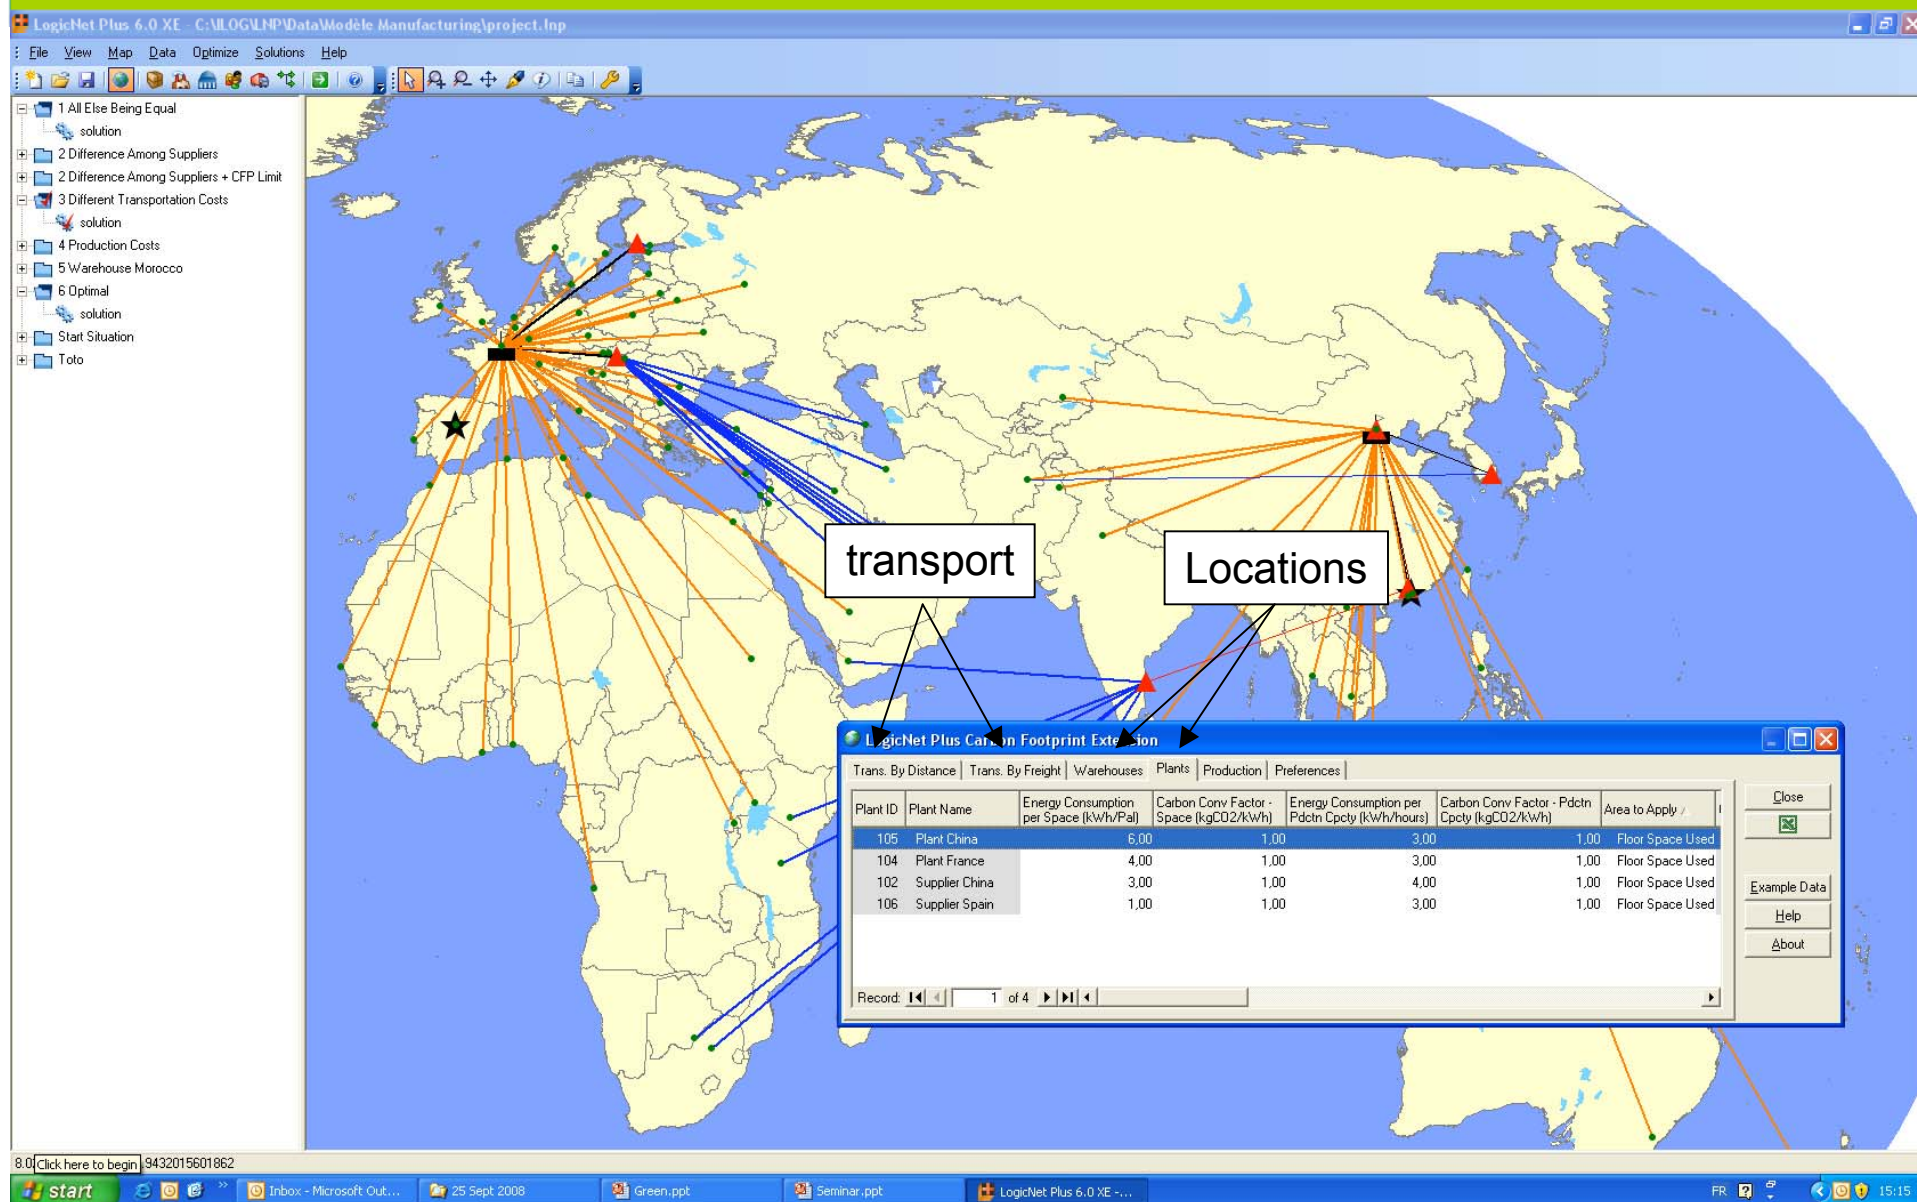 LogicNet Plus 6.0 XE - C:\ILOG\LNP\Data\Modèle Manufacturing\project.lnp
File View Map Data Optimize Solutions Help
1 All Else Being Equal
solution
2 Difference Among Suppliers
2 Difference Among Suppliers + CFP Limit
3 Different Transportation Costs
solution
4 Production Costs
5 Warehouse Morocco
6 Optimal
solution
Start Situation
Toto
transport
Locations
LogicNet Plus Carbon Footprint Extension
Trans. By Distance Trans. By Freight Warehouses Plants Production Preferences
Plant ID Plant Name Energy Consumption per Space (kWh/Pal) Carbon Conv Factor - Space (kgCO2/kWh) Energy Consumption per Pdctn Cpcty (kWh/hours) Carbon Conv Factor - Pdctn Cpcty (kgCO2/kWh) Area to Apply
105 Plant China 6,00 1,00 3,00 1,00 Floor Space Used
104 Plant France 4,00 1,00 3,00 1,00 Floor Space Used
102 Supplier China 3,00 1,00 4,00 1,00 Floor Space Used
106 Supplier Spain 1,00 1,00 3,00 1,00 Floor Space Used
Record: 1 of 4
Close
Example Data
Help
About
8.0 Click here to begin .9432015601862
start Inbox - Microsoft Out... 25 Sept 2008 Green.ppt Seminar.ppt LogicNet Plus 6.0 XE -... FR 15:15